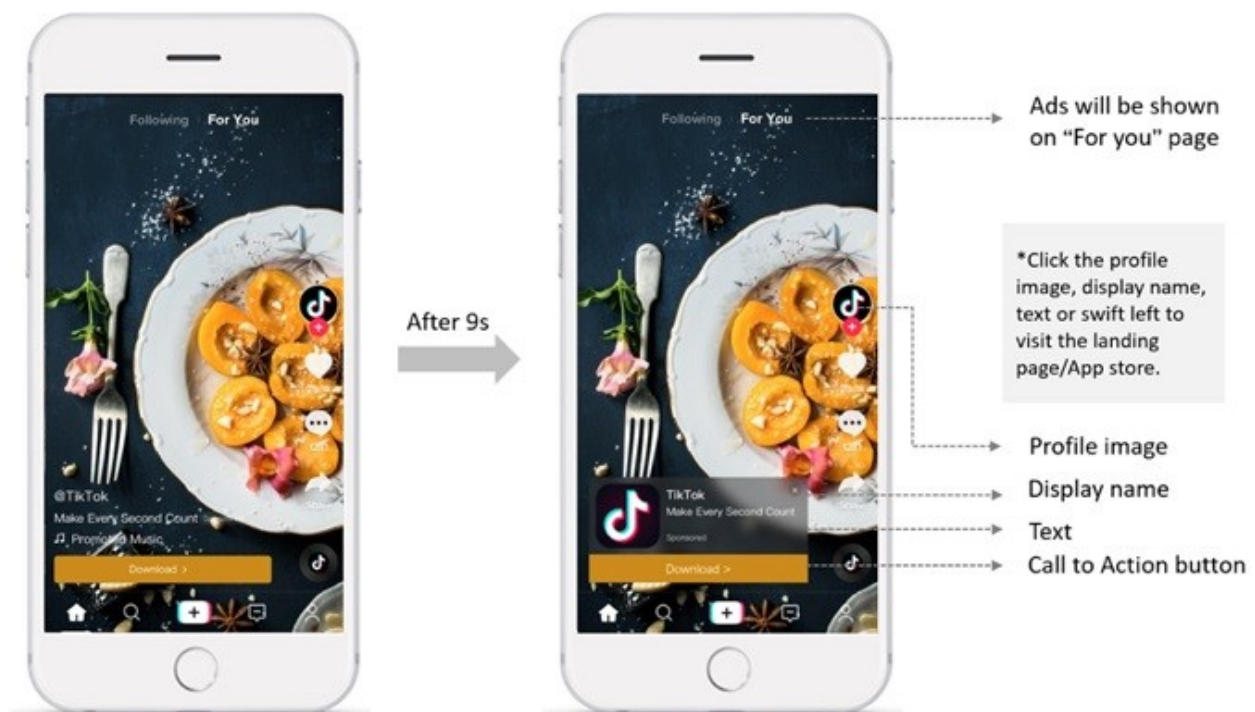 Following For You
@TikTok
Make Every Second Count
Promoted Music
Download >
After 9s
Following For You
TikTok
Make Every Second Count
Sponsored
Download >
Ads will be shown
on “For you” page
*Click the profile
image, display name,
text or swift left to
visit the landing
page/App store.
Profile image
Display name
Text
Call to Action button